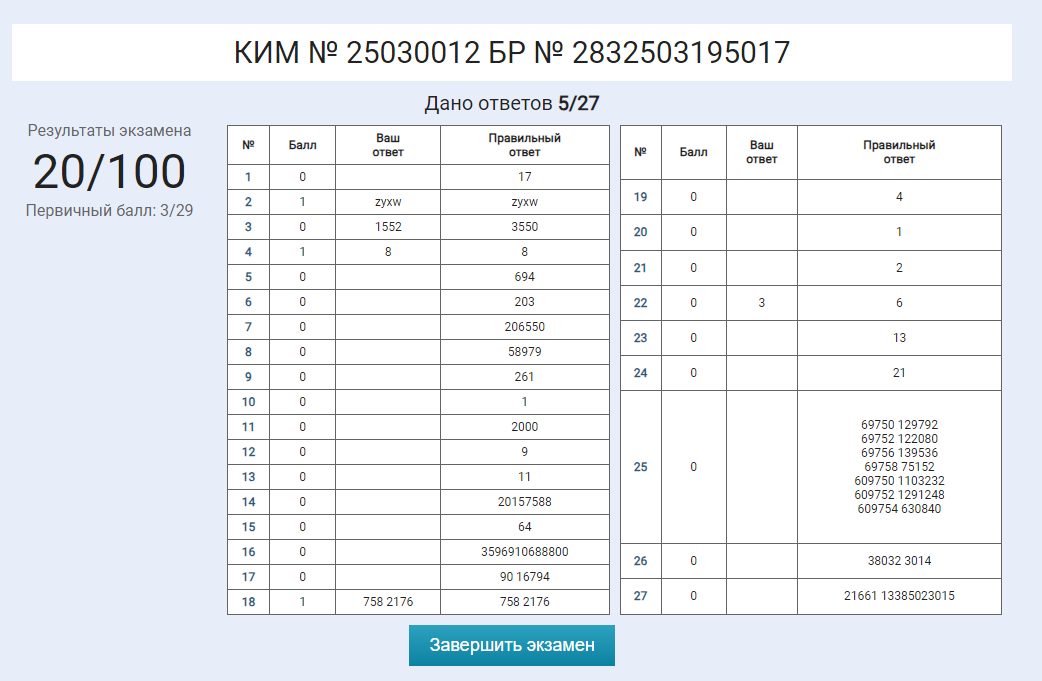 КИМ № 25030012 БР № 2832503195017
Дано ответов 5/27
Результаты экзамена
20/100
Первичный балл: 3/29
№ Балл Ваш ответ Правильный ответ
1 0 17
2 1 zyxw zyxw
3 0 1552 3550
4 1 8 8
5 0 694
6 0 203
7 0 206550
8 0 58979
9 0 261
10 0 1
11 0 2000
12 0 9
13 0 11
14 0 20157588
15 0 64
16 0 3596910688800
17 0 90 16794
18 1 758 2176 758 2176
№ Балл Ваш ответ Правильный ответ
19 0 4
20 0 1
21 0 2
22 0 3 6
23 0 13
24 0 21
25 0
69750 129792
69752 122080
69756 139536
69758 75152
609750 1103232
609752 1291248
609754 630840
26 0 38032 3014
27 0 21661 13385023015
Завершить экзамен